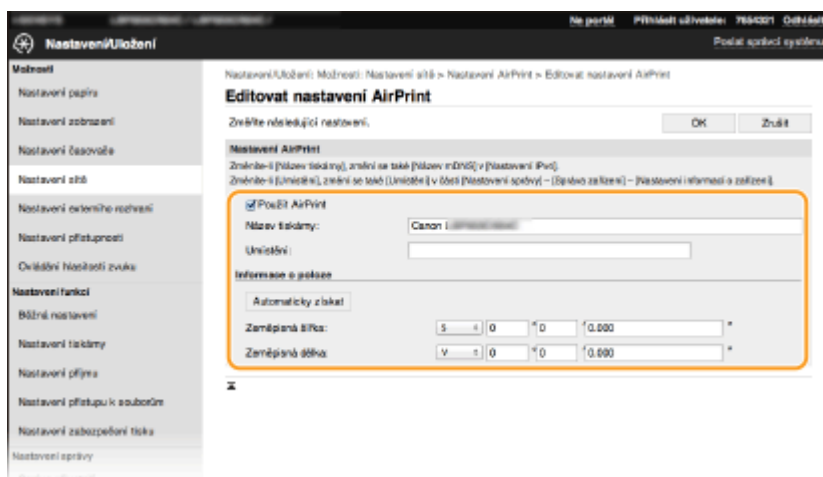 Na portál Přihlásit uživatele: 7654321 Odhlásit
Nastavení/Uložení
Poslat správci systému
Možnosti
Nastavení papíru
Nastavení zobrazení
Nastavení časovače
Nastavení sítě
Nastavení externího rozhraní
Nastavení přístupnosti
Ovládání hlasitosti zvuku
Nastavení funkcí
Běžná nastavení
Nastavení tiskárny
Nastavení příjmu
Nastavení přístupu k souborům
Nastavení zabezpečení tisku
Nastavení správy
Nastavení/Uložení: Možnosti: Nastavení sítě > Nastavení AirPrint > Editovat nastavení AirPrint
Editovat nastavení AirPrint
Změňte následující nastavení.
OK Zrušit
Nastavení AirPrint
Změníte-li [Název tiskárny], změní se také [Název mDNS] v [Nastavení IPv4].
Změníte-li [Umístění], změní se také [Umístění] v části [Nastavení správy] – [Správa zařízení] – [Nastavení informací o zařízení].
Použít AirPrint
Název tiskárny: Canon
Umístění:
Informace o poloze
Automaticky získat
Zeměpisná šířka: S 0 ° 0 ' 0.000 "
Zeměpisná délka: V 0 ° 0 ' 0.000 "